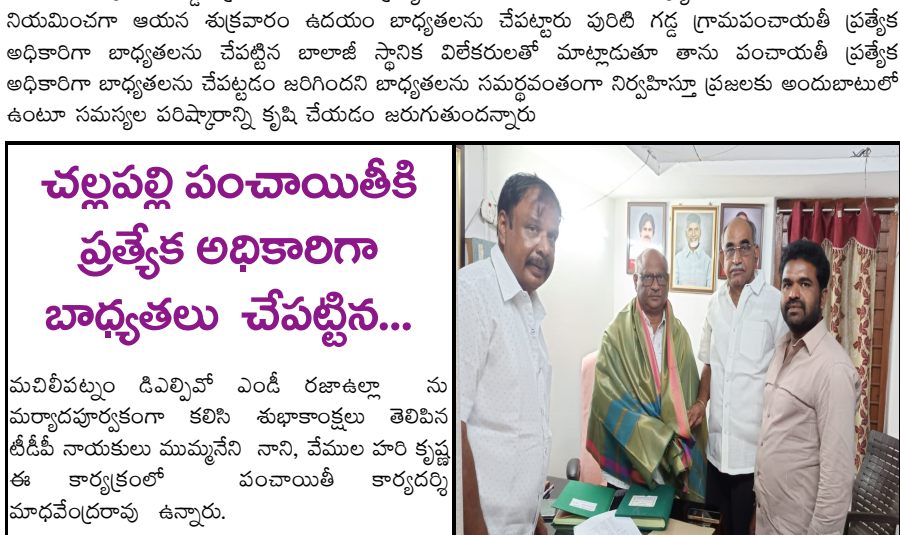 నియమించగా ఆయన శుక్రవారం ఉదయం బాధ్యతలను చేపట్టారు పురిటి గడ్డ గ్రామపంచాయతీ ప్రత్యేక
అధికారిగా బాధ్యతలను చేపట్టిన బాలాజీ స్థానిక విలేకరులతో మాట్లాడుతూ తాను పంచాయతీ ప్రత్యేక
అధికారిగా బాధ్యతలను చేపట్టడం జరిగిందని బాధ్యతలను సమర్థవంతంగా నిర్వహిస్తూ ప్రజలకు అందుబాటులో
ఉంటూ సమస్యల పరిష్కారాన్ని కృషి చేయడం జరుగుతుందన్నారు
చల్లపల్లి పంచాయితీకి
ప్రత్యేక అధికారిగా
బాధ్యతలు చేపట్టిన...
మచిలీపట్నం డిఎల్పివో ఎండీ రజాఉల్లా ను
మర్యాదపూర్వకంగా కలిసి శుభాకాంక్షలు తెలిపిన
టీడీపీ నాయకులు ముమ్మనేని నాని, వేముల హరి కృష్ణ
ఈ కార్యక్రంలో పంచాయితీ కార్యదర్శి
మాధవేంద్రరావు ఉన్నారు.